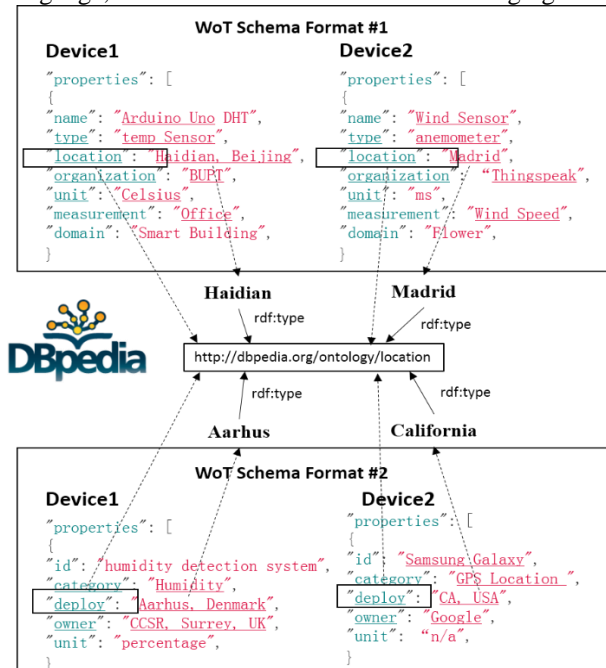 WoT Schema Format #1
Device1
"properties": [
{
"name": "Arduino Uno DHT",
"type": "temp Sensor",
"location": "Haidian, Beijing",
"organization": "BUPT",
"unit": "Celsius",
"measurement": "Office",
"domain": "Smart Building",
}
Device2
"properties": [
{
"name": "Wind Sensor",
"type": "anemometer",
"location": "Madrid",
"organization": “Thingspeak",
"unit": "ms",
"measurement": "Wind Speed",
"domain": "Flower",
}
Haidian
Madrid
rdf:type
rdf:type
DBpedia
http://dbpedia.org/ontology/location
rdf:type
rdf:type
Aarhus
California
WoT Schema Format #2
Device1
"properties": [
{
"id": "humidity detection system",
"category": "Humidity",
"deploy": "Aarhus, Denmark",
"owner": "CCSR, Surrey, UK",
"unit": "percentage",
}
Device2
"properties": [
{
"id": "Samsung Galaxy",
"category": "GPS Location ",
"deploy": "CA, USA",
"owner": "Google",
"unit": “n/a",
}